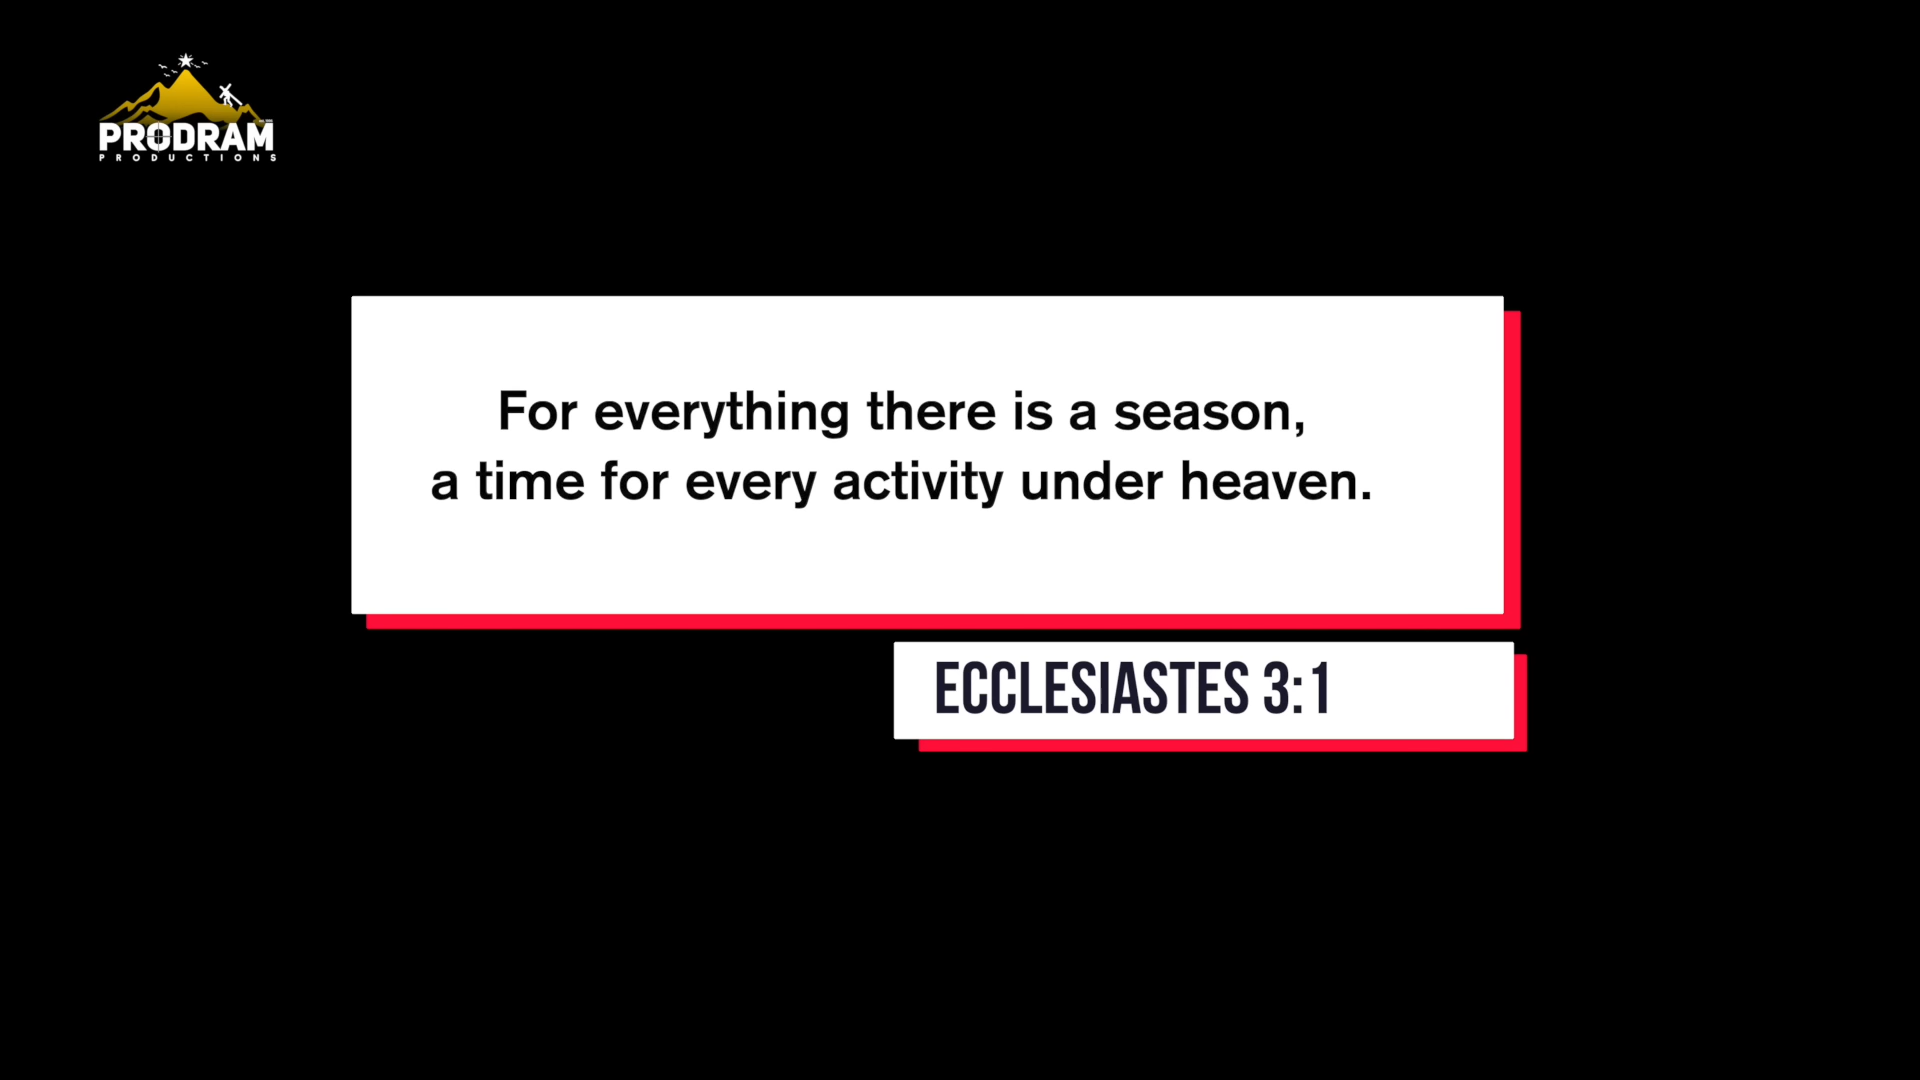 PRODRAM
PRODUCTIONS
For everything there is a season,
a time for every activity under heaven.
ECCLESIASTES 3:1